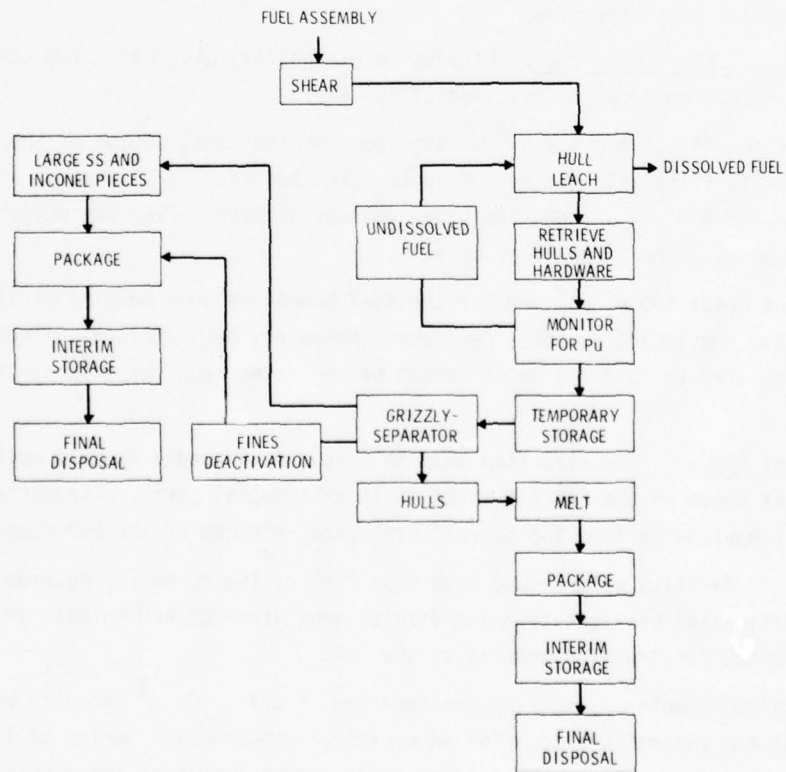 FUEL ASSEMBLY
SHEAR
LARGE SS AND
INCONEL PIECES
HULL
LEACH
DISSOLVED FUEL
UNDISSOLVED
FUEL
RETRIEVE
HULLS AND
HARDWARE
PACKAGE
MONITOR
FOR Pu
INTERIM
STORAGE
GRIZZLY-
SEPARATOR
TEMPORARY
STORAGE
FINAL
DISPOSAL
FINES
DEACTIVATION
HULLS
MELT
PACKAGE
INTERIM
STORAGE
FINAL
DISPOSAL